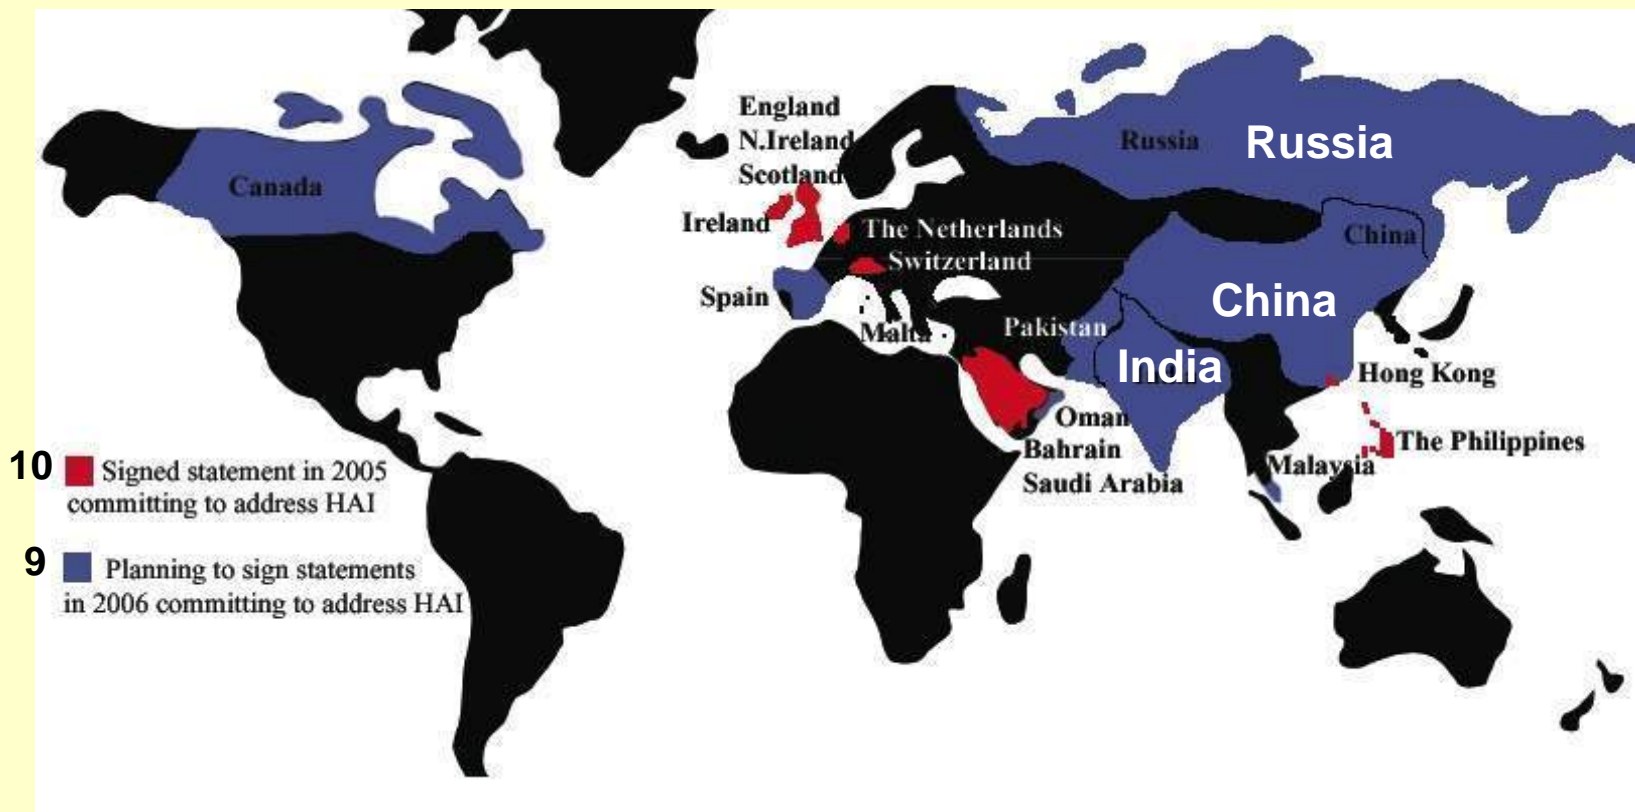 England
N.Ireland
Scotland
Ireland
Canada
Russia Russia
The Netherlands
Switzerland
China
Spain
China
Malta
Pakistan
India
Hong Kong
Oman
Bahrain
Saudi Arabia
The Philippines
Malaysia
10 Signed statement in 2005
committing to address HAI
9 Planning to sign statements
in 2006 committing to address HAI